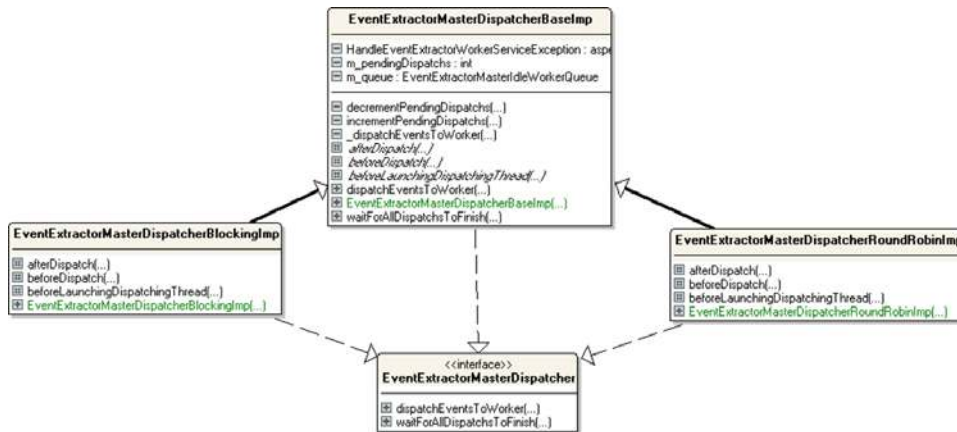 EventExtractorMasterDispatcherBaseImp
HandleEventExtractorWorkerServiceException : aspe
m_pendingDispatchs : int
m_queue : EventExtractorMasterIdleWorkerQueue
decrementPendingDispatchs(...)
incrementPendingDispatchs(...)
_dispatchEventsToWorker(...)
afterDispatch(...)
beforeDispatch(...)
beforeLaunchingDispatchingThread(...)
dispatchEventsToWorker(...)
EventExtractorMasterDispatcherBaseImp(...)
waitForAllDispatchsToFinish(...)
EventExtractorMasterDispatcherBlockingImp
afterDispatch(...)
beforeDispatch(...)
beforeLaunchingDispatchingThread(...)
EventExtractorMasterDispatcherBlockingImp(...)
EventExtractorMasterDispatcherRoundRobinImp
afterDispatch(...)
beforeDispatch(...)
beforeLaunchingDispatchingThread(...)
EventExtractorMasterDispatcherRoundRobinImp(...)
<<interface>>
EventExtractorMasterDispatcher
dispatchEventsToWorker(...)
waitForAllDispatchsToFinish(...)